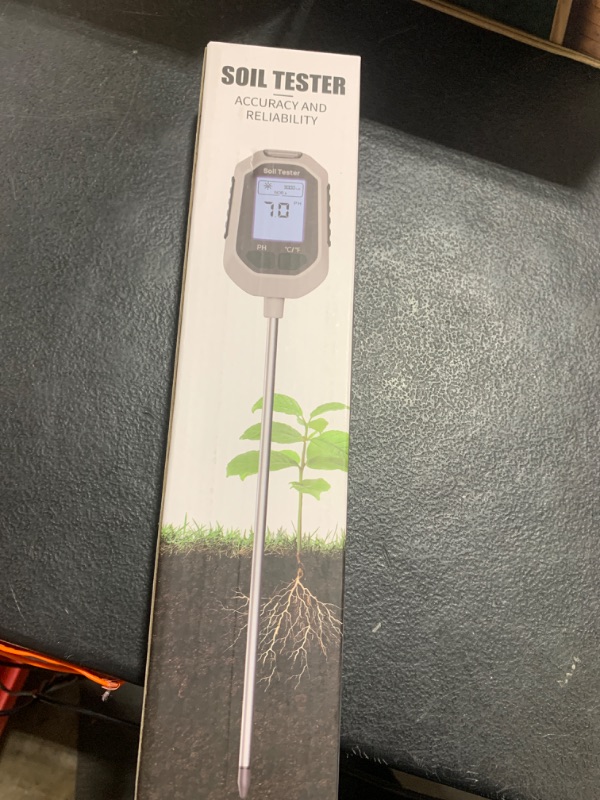 SOIL TESTER
ACCURACY AND
RELIABILITY
Soil Tester
PH
7.0
PH
°C/°F